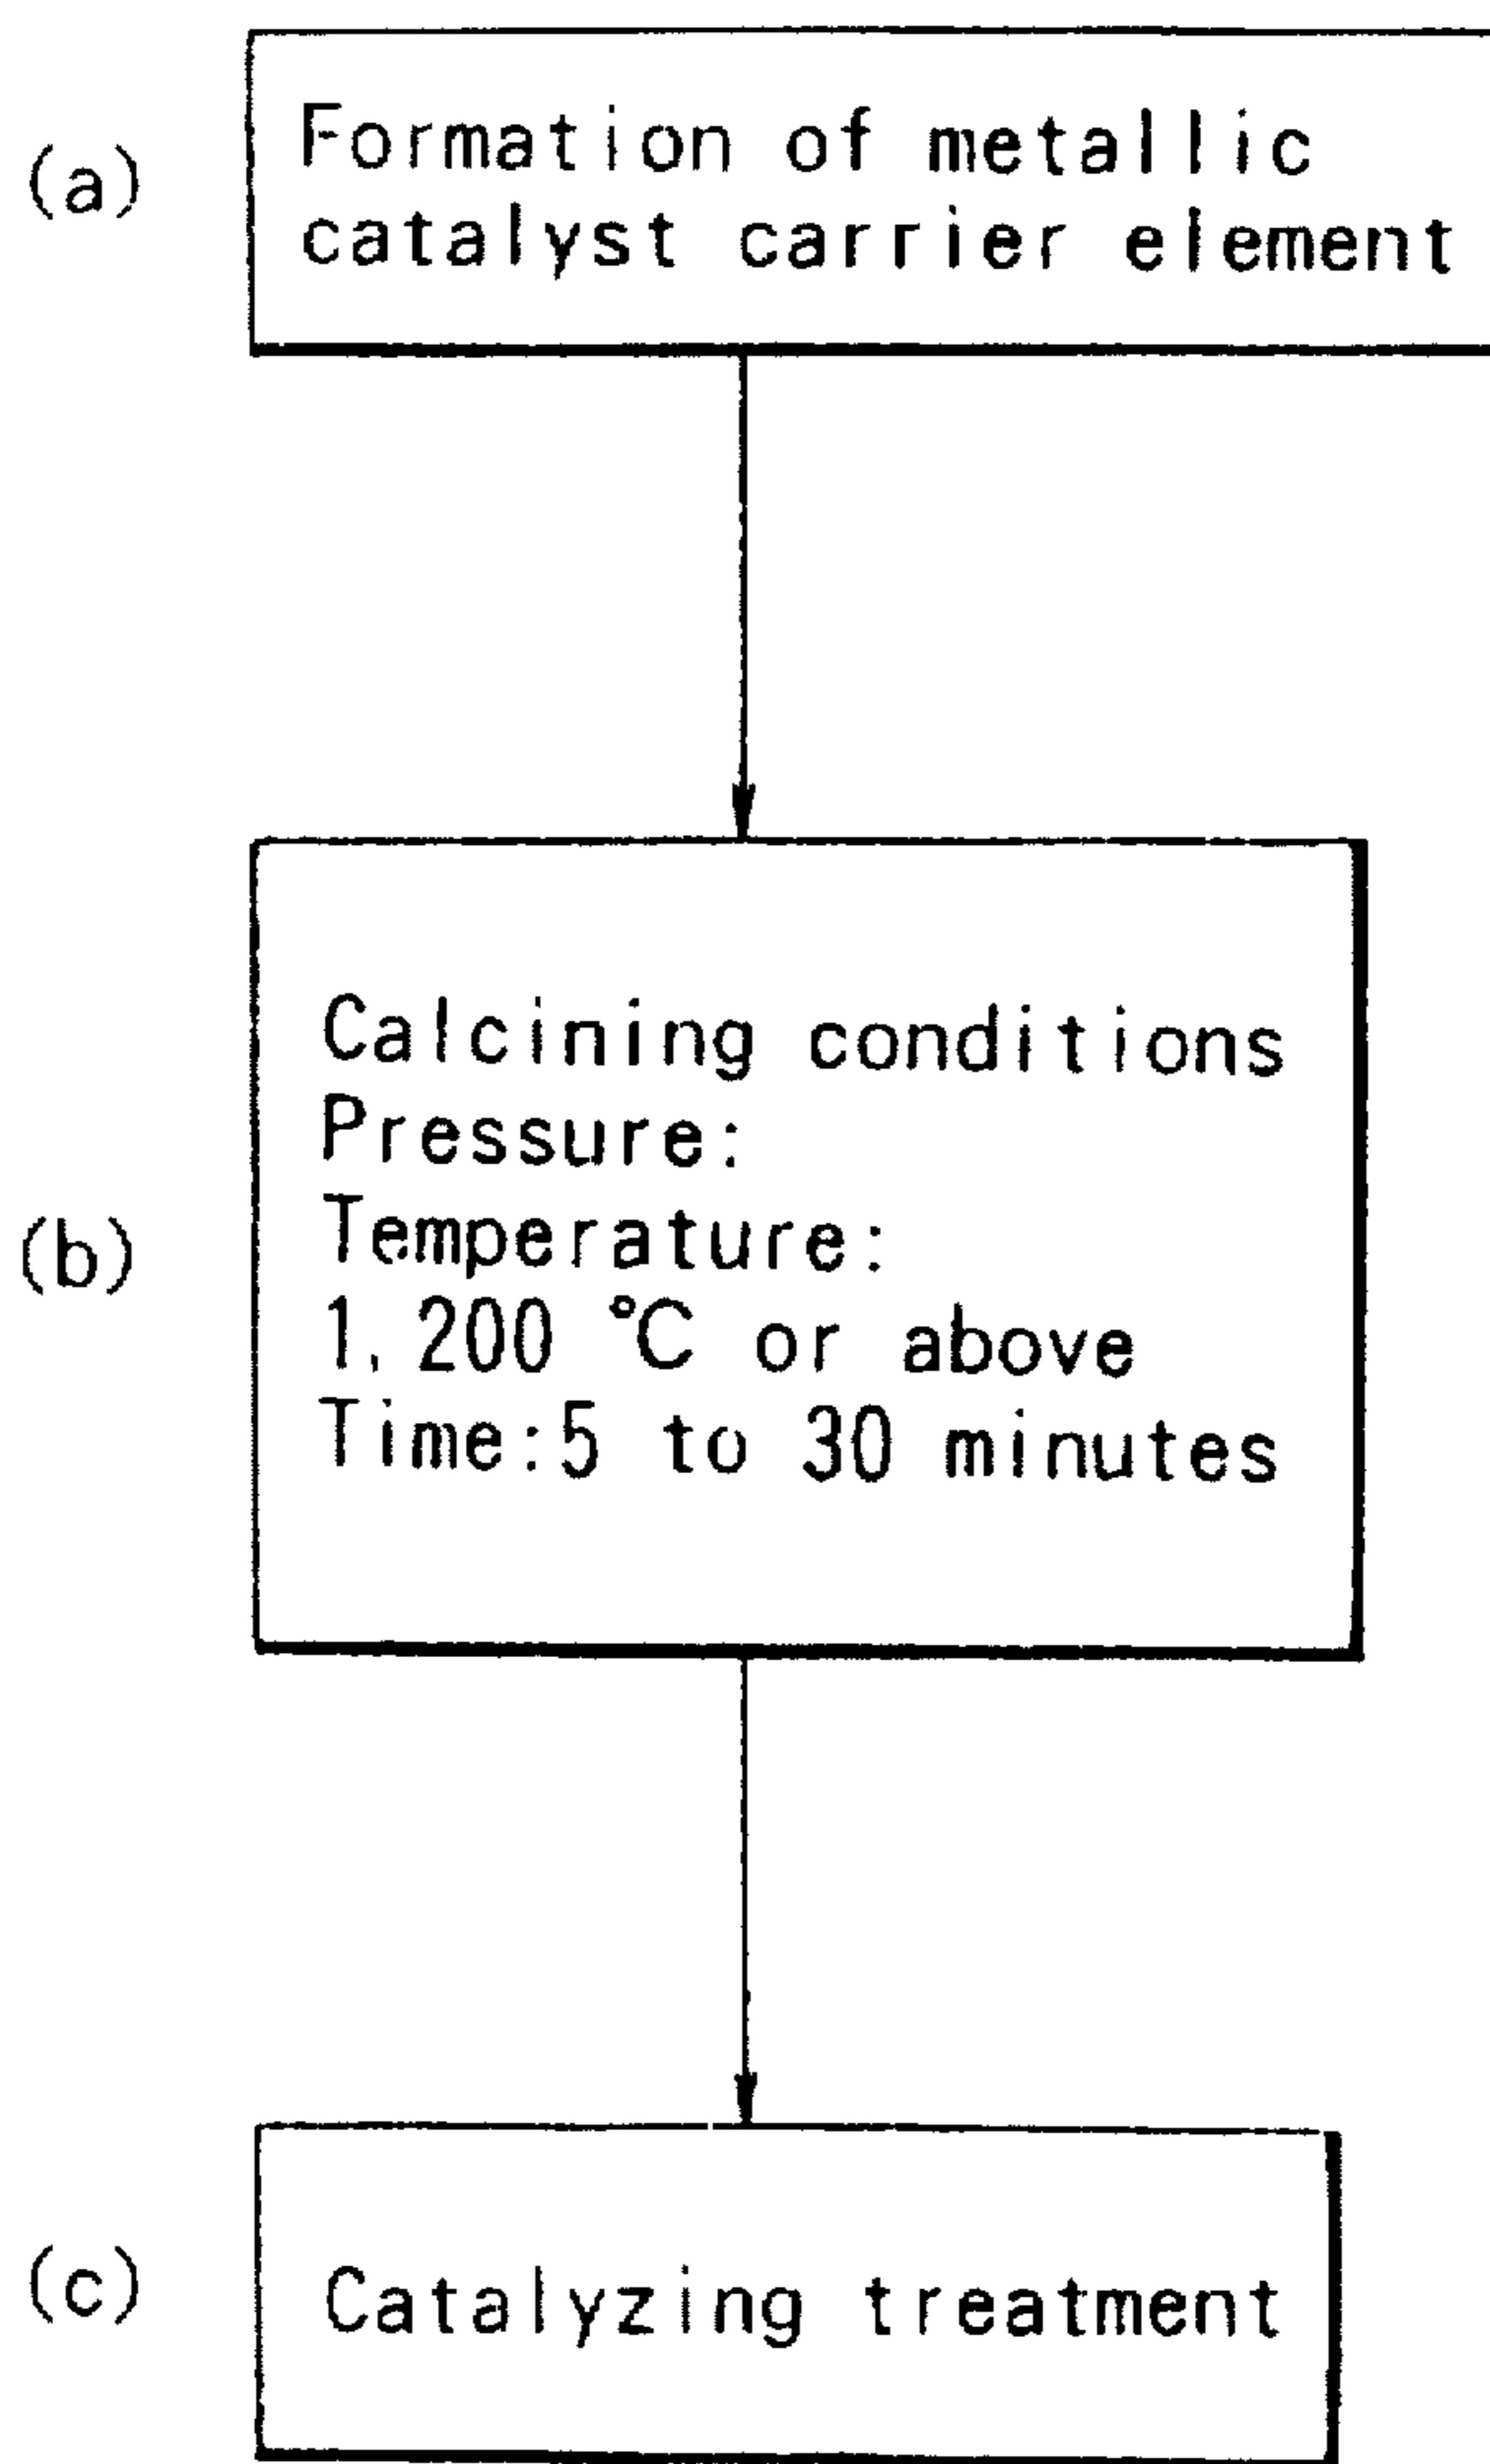 (a)
Formation of metallic
catalyst carrier element
(b)
Calcining conditions
Pressure:
Temperature:
1,200 ℃ or above
Time:5 to 30 minutes
(c)
Catalyzing treatment